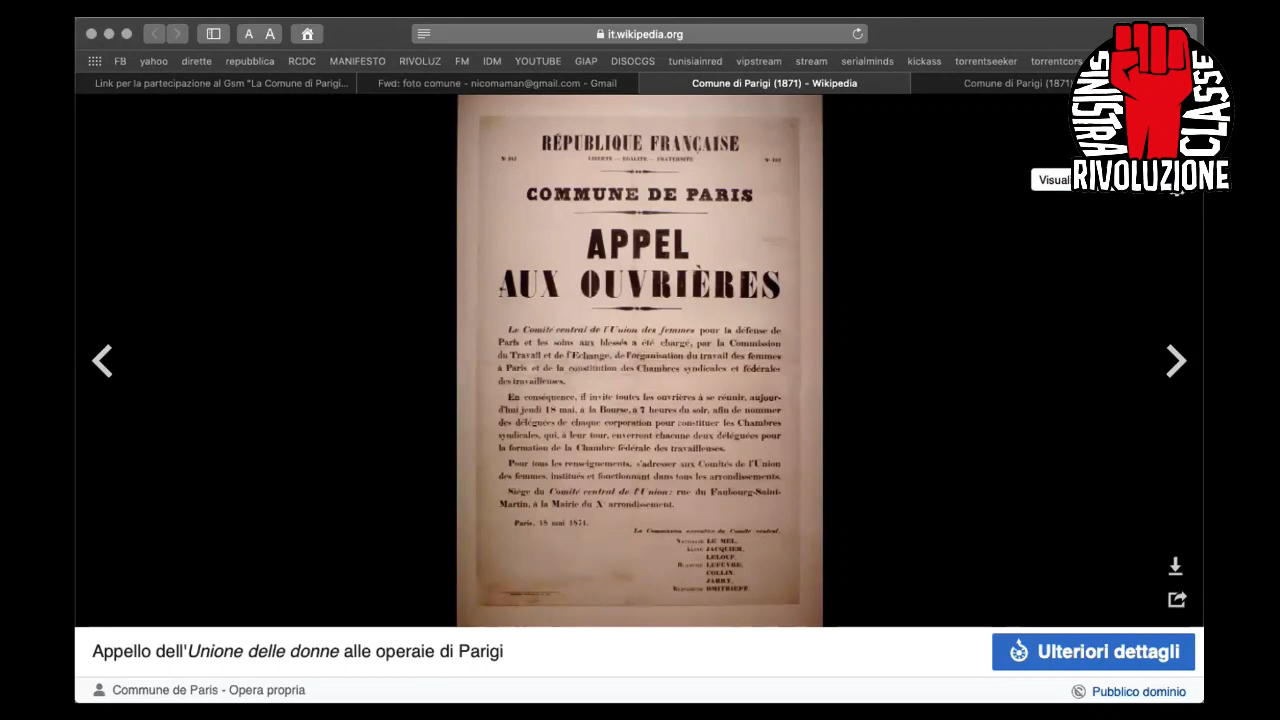 A A
it.wikipedia.org
FB yahoo dirette repubblica RCDC MANIFESTO RIVOLUZ FM IDM YOUTUBE GIAP DISOCGS tunisiainred vipstream stream serialminds kickass torrentseeker torrentcors
Link per la partecipazione al Gsm "La Comune di Parigi...
Fwd: foto comune - nicomaman@gmail.com - Gmail
Comune di Parigi (1871) - Wikipedia
Comune di Parigi (1871)
SINISTRA
CLASSE
RIVOLUZIONE
Visual
RÉPUBLIQUE FRANÇAISE
LIBERTÉ — ÉGALITÉ — FRATERNITÉ
COMMUNE DE PARIS
APPEL
AUX OUVRIÈRES
Le Comité central de l'Union des femmes pour la défense de
Paris et les soins aux blessés a été chargé, par la Commission
du Travail et de l'Echange, de l'organisation du travail des femmes
à Paris et de la constitution des Chambres syndicales et fédérales
des travailleuses.
En conséquence, il invite toutes les ouvrières à se réunir, aujour-
d'hui jeudi 18 mai, à la Bourse, à 7 heures du soir, afin de nommer
des déléguées de chaque corporation pour constituer les Chambres
syndicales, qui, à leur tour, enverront chacune deux déléguées pour
la formation de la Chambre fédérale des travailleuses.
Pour tous les renseignements, s'adresser aux Comités de l'Union
des femmes, institués et fonctionnant dans tous les arrondissements.
Siége du Comité central de l'Union: rue du Faubourg-Saint-
Martin, à la Mairie du Xe arrondissement.
Paris, 18 mai 1871.
La Commission exécutive du Comité central,
Nathalie LE MEL,
Aline JACQUIER,
LELOUP,
Blanche LEFEVRE,
COLLIN,
JARRY,
Elisabeth DMITRIEFF.
Appello dell'Unione delle donne alle operaie di Parigi
Ulteriori dettagli
Commune de Paris - Opera propria
Pubblico dominio